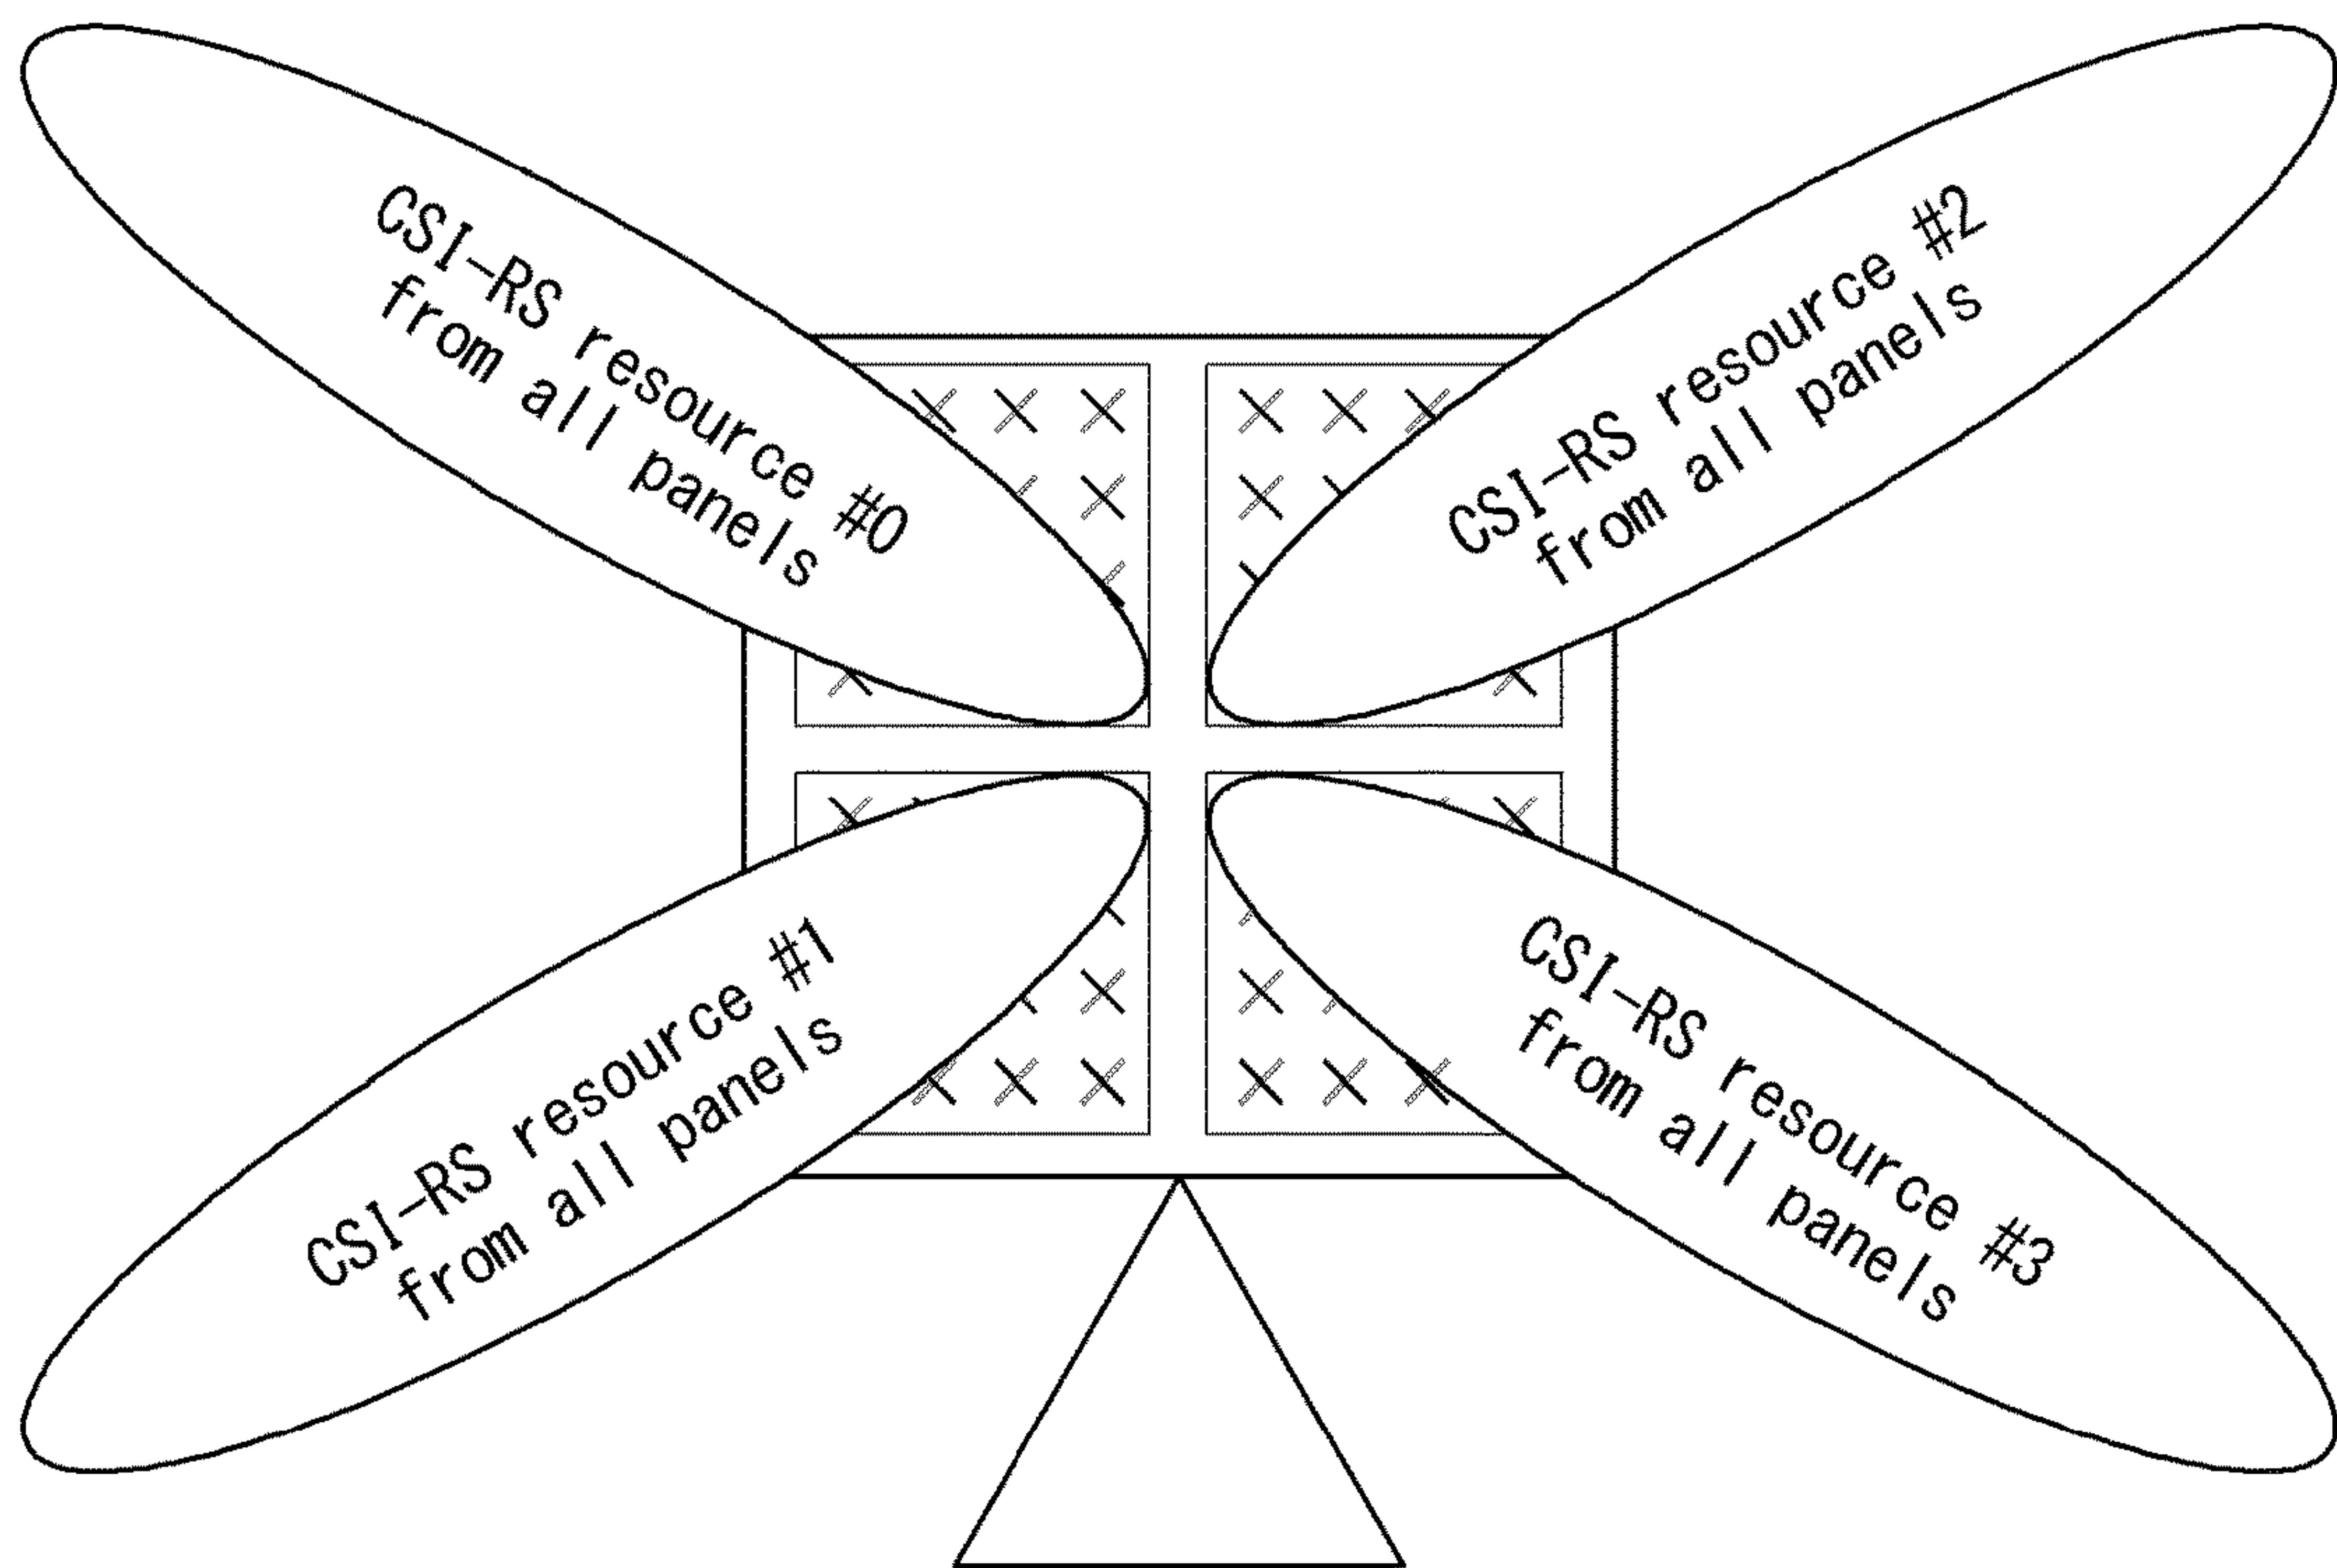 CSI-RS resource #0
from all panels
CSI-RS resource #2
from all panels
CSI-RS resource #1
from all panels
CSI-RS resource #3
from all panels